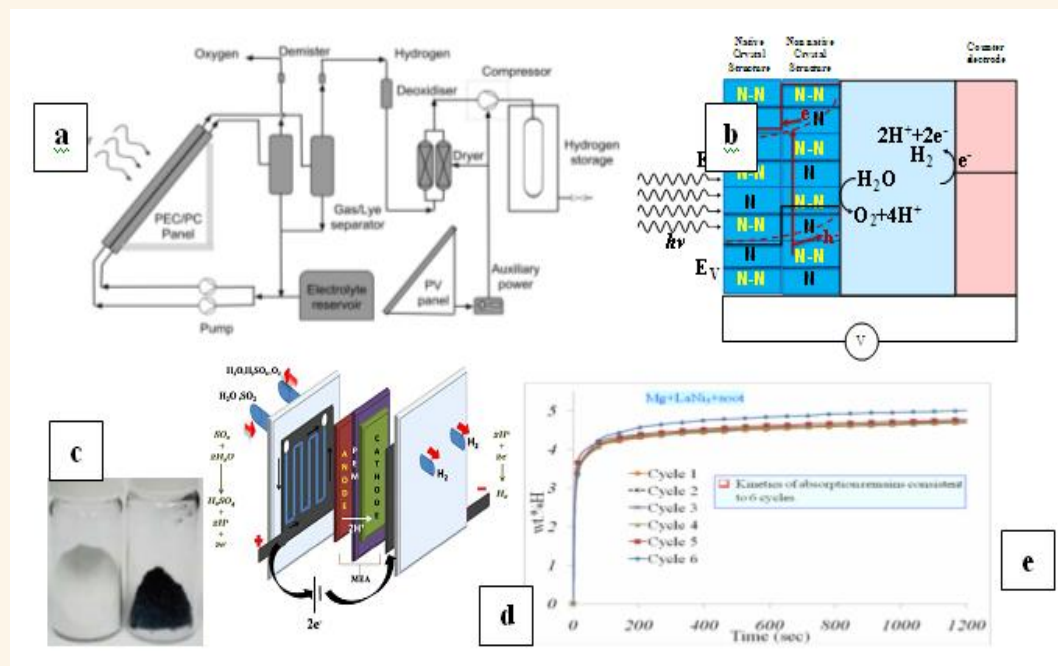 a
Oxygen
Demister
Hydrogen
Compressor
Deoxidiser
Dryer
Hydrogen
storage
PEC/PC
Panel
Gas/Lye
separator
Electrolyte
reservoir
PV
panel
Auxiliary
power
Pump
b
Native
Crystal
Structure
Non native
Crystal
Structure
Counter
electrode
N-N
N-N
e
N
N-N
E
N-N
N
N
N-N
N-N
N
h
N
N-N
E_V
N-N
N
hν
2H⁺+2e⁻
H₂
e⁻
H₂O
O₂+4H⁺
V
c
H₂O,H₂SO₄,O₂
H₂O,SO₂
2H₂O
H₂SO₄
+
2H⁺
+
2e⁻
+
ANODE
PEM
CATHODE
2H⁺
MEA
2e⁻
H₂
H₂
2H⁺
+
2e⁻
H₂
−
d
Mg+LaNi₅+soot
wt.%H
5
4
3
2
1
0
Cycle 1
Cycle 2
Cycle 3
Cycle 4
Cycle 5
Cycle 6
Kinetics of absorption remains consistent
to 6 cycles
0 200 400 600 800 1000 1200
Time (sec)
e